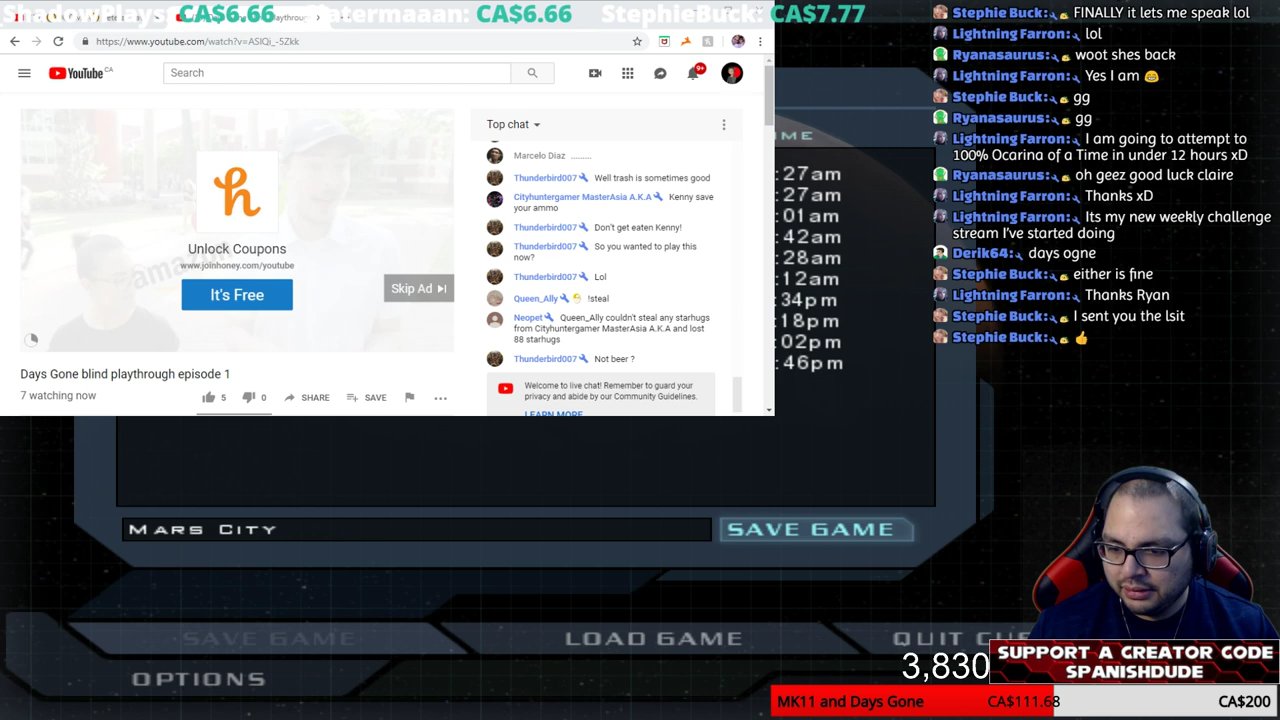 CA$6.66
CA$6.66
StephieBuck: CA$7.77
https://www.youtube.com/watch?v=ASlQi_-5Zkk
YouTube CA
Search
9+
Unlock Coupons
www.joinhoney.com/youtube
It's Free
Skip Ad
Days Gone blind playthrough episode 1
7 watching now
5
0
SHARE
SAVE
Top chat
Marcelo Diaz .........
Thunderbird007 Well trash is sometimes good
Cityhuntergamer MasterAsia A.K.A Kenny save
your ammo
Thunderbird007 Don't get eaten Kenny!
Thunderbird007 So you wanted to play this
now?
Thunderbird007 Lol
Queen_Ally !steal
Neopet Queen_Ally couldn't steal any starhugs
from Cityhuntergamer MasterAsia A.K.A and lost
88 starhugs
Thunderbird007 Not beer ?
Welcome to live chat! Remember to guard your
privacy and abide by our Community Guidelines.
LEARN MORE
:27am
:27am
:01am
:42am
:28am
:12am
:34pm
:18pm
:02pm
:46pm
Mars City
SAVE GAME
SAVE GAME
LOAD GAME
OPTIONS
Stephie Buck: FINALLY it lets me speak lol
Lightning Farron: lol
Ryanasaurus: woot shes back
Lightning Farron: Yes I am 😂
Stephie Buck: gg
Ryanasaurus: gg
Lightning Farron: I am going to attempt to
100% Ocarina of a Time in under 12 hours xD
Ryanasaurus: oh geez good luck claire
Lightning Farron: Thanks xD
Lightning Farron: Its my new weekly challenge
stream I've started doing
Derik64: days ogne
Stephie Buck: either is fine
Lightning Farron: Thanks Ryan
Stephie Buck: I sent you the lsit
Stephie Buck: 👍
3,830
SUPPORT A CREATOR CODE
SPANISHDUDE
MK11 and Days Gone
CA$111.68
CA$200